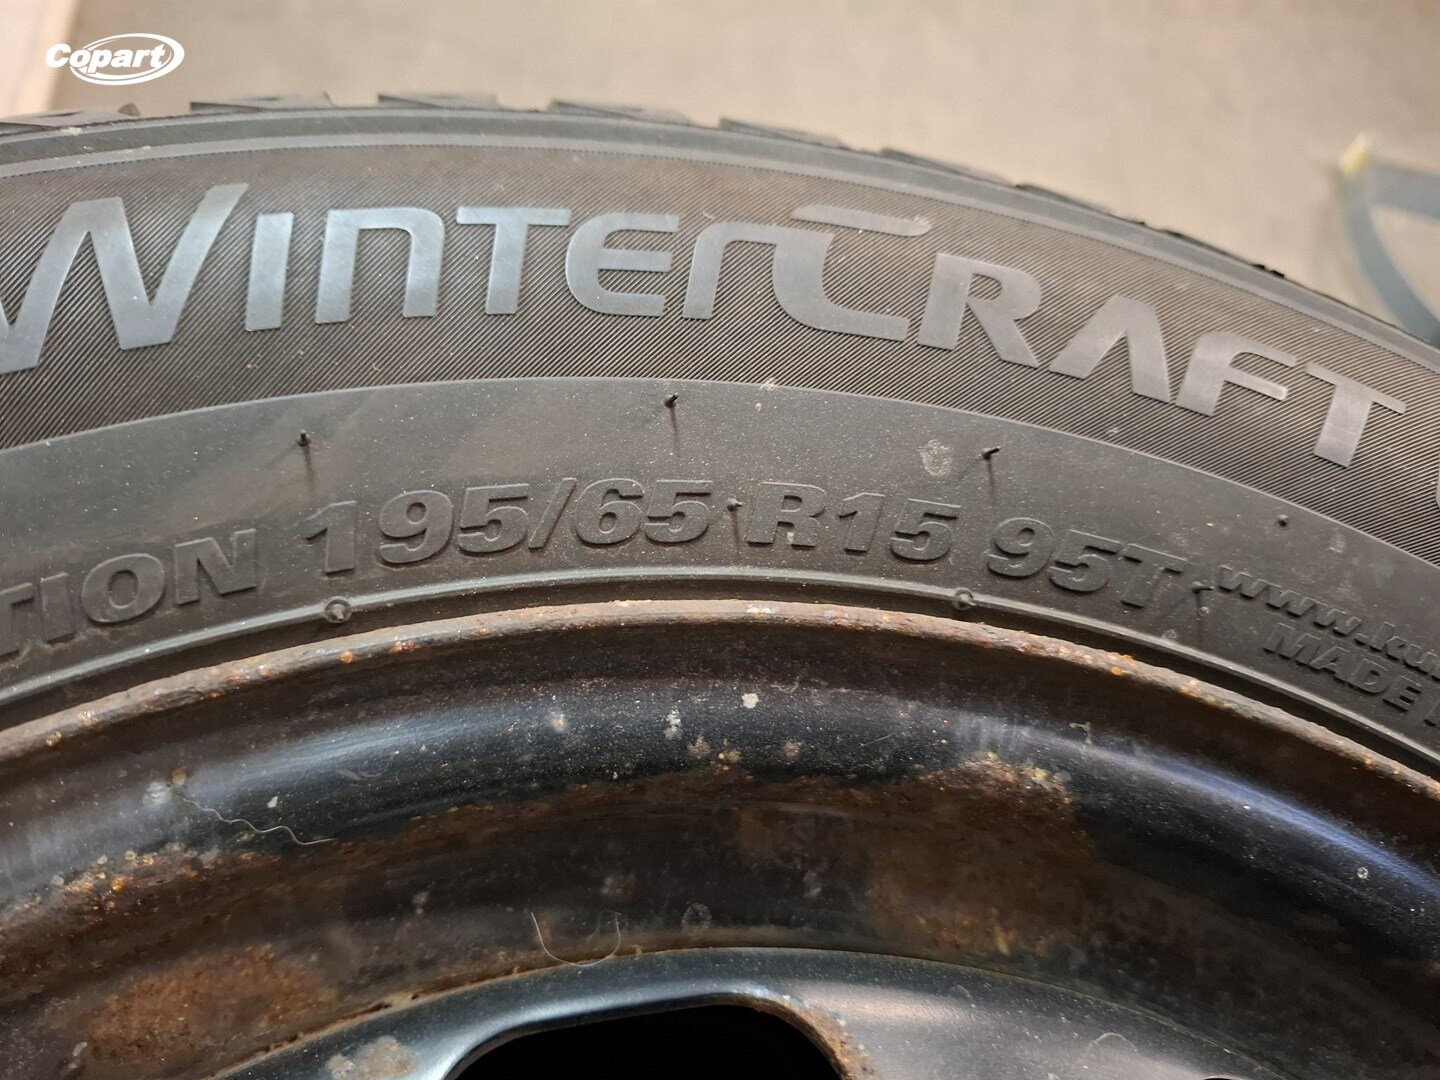 Copart
WINTERCRAFT
TION 195/65 R15 95T www.ku
MADE